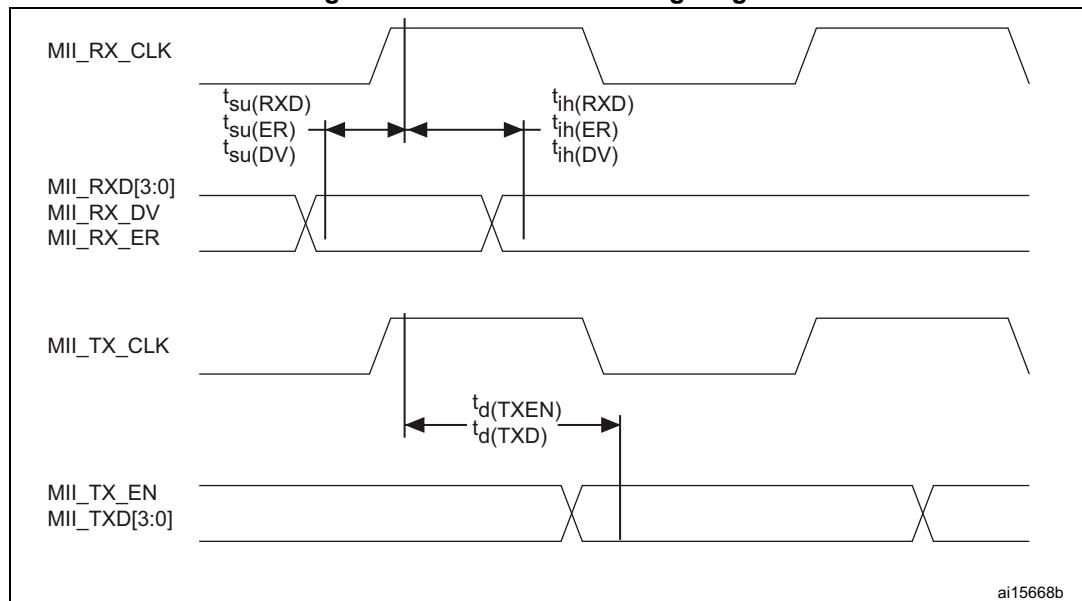 MII_RX_CLK
tsu(RXD)
tsu(ER)
tsu(DV)
tih(RXD)
tih(ER)
tih(DV)
MII_RXD[3:0]
MII_RX_DV
MII_RX_ER
MII_TX_CLK
td(TXEN)
td(TXD)
MII_TX_EN
MII_TXD[3:0]
ai15668b